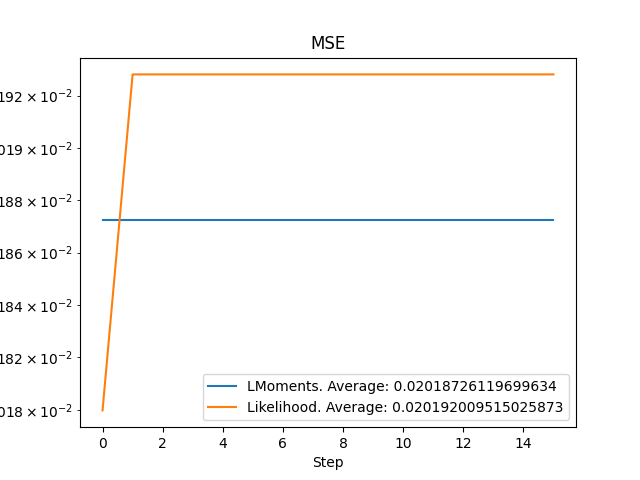 MSE
192 × 10⁻²
019 × 10⁻²
188 × 10⁻²
186 × 10⁻²
184 × 10⁻²
182 × 10⁻²
018 × 10⁻²
LMoments. Average: 0.02018726119699634
Likelihood. Average: 0.020192009515025873
0 2 4 6 8 10 12 14
Step